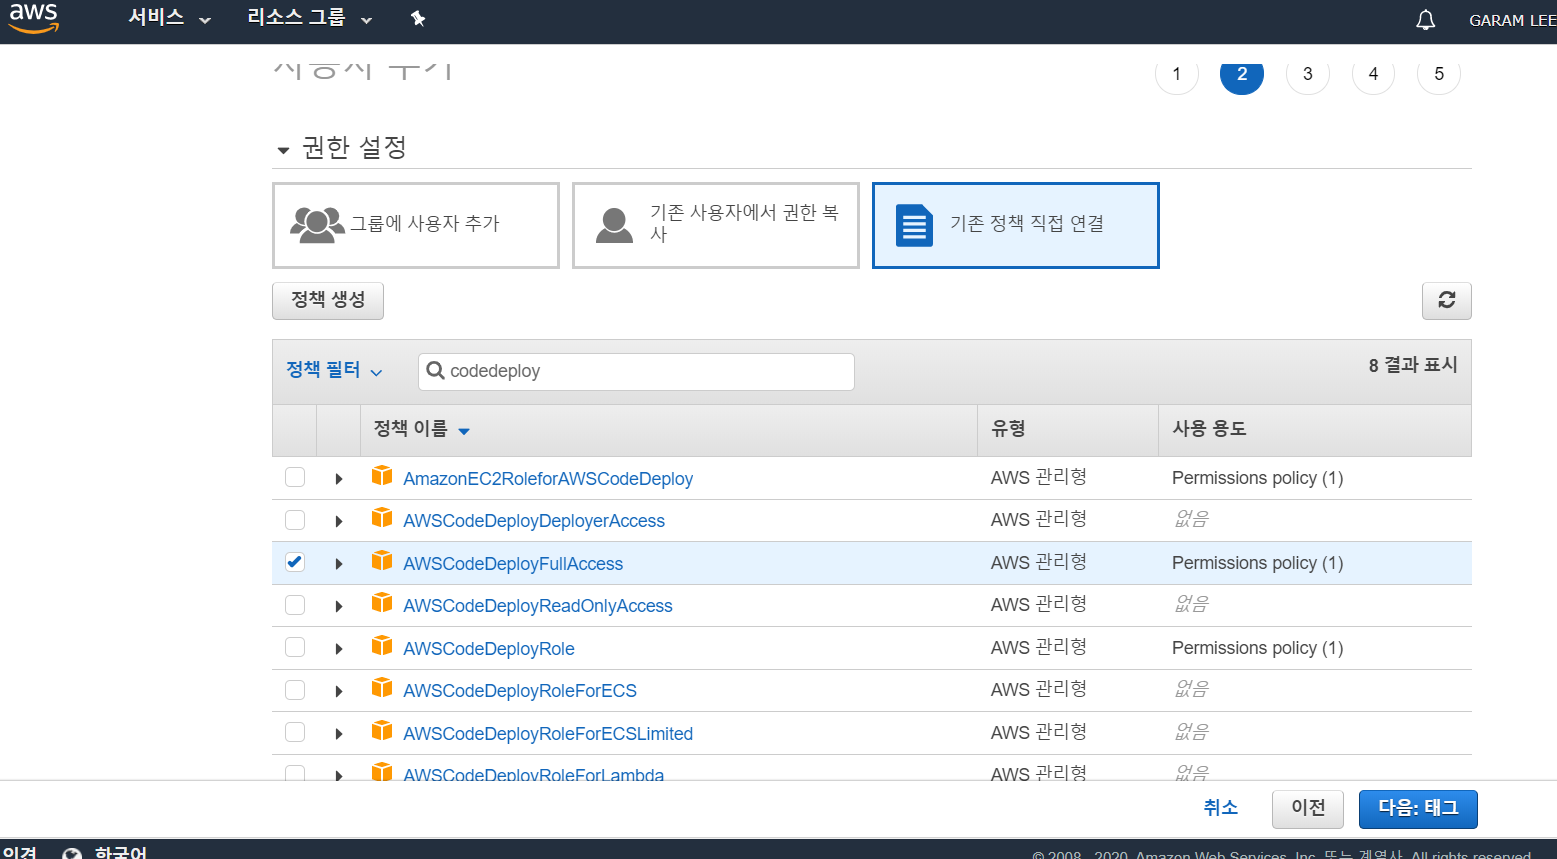 aws 서비스 리소스 그룹 GARAM LEE
사용자 추가 1 2 3 4 5
권한 설정
그룹에 사용자 추가
기존 사용자에서 권한 복
사
기존 정책 직접 연결
정책 생성
정책 필터 codedeploy 8 결과 표시
정책 이름 유형 사용 용도
AmazonEC2RoleforAWSCodeDeploy AWS 관리형 Permissions policy (1)
AWSCodeDeployDeployerAccess AWS 관리형 없음
AWSCodeDeployFullAccess AWS 관리형 Permissions policy (1)
AWSCodeDeployReadOnlyAccess AWS 관리형 없음
AWSCodeDeployRole AWS 관리형 Permissions policy (1)
AWSCodeDeployRoleForECS AWS 관리형 없음
AWSCodeDeployRoleForECSLimited AWS 관리형 없음
AWSCodeDeployRoleForLambda AWS 관리형 없음
취소 이전 다음: 태그
의견 한국어 © 2008 - 2020, Amazon Web Services, Inc. 또는 계열사. All rights reserved.